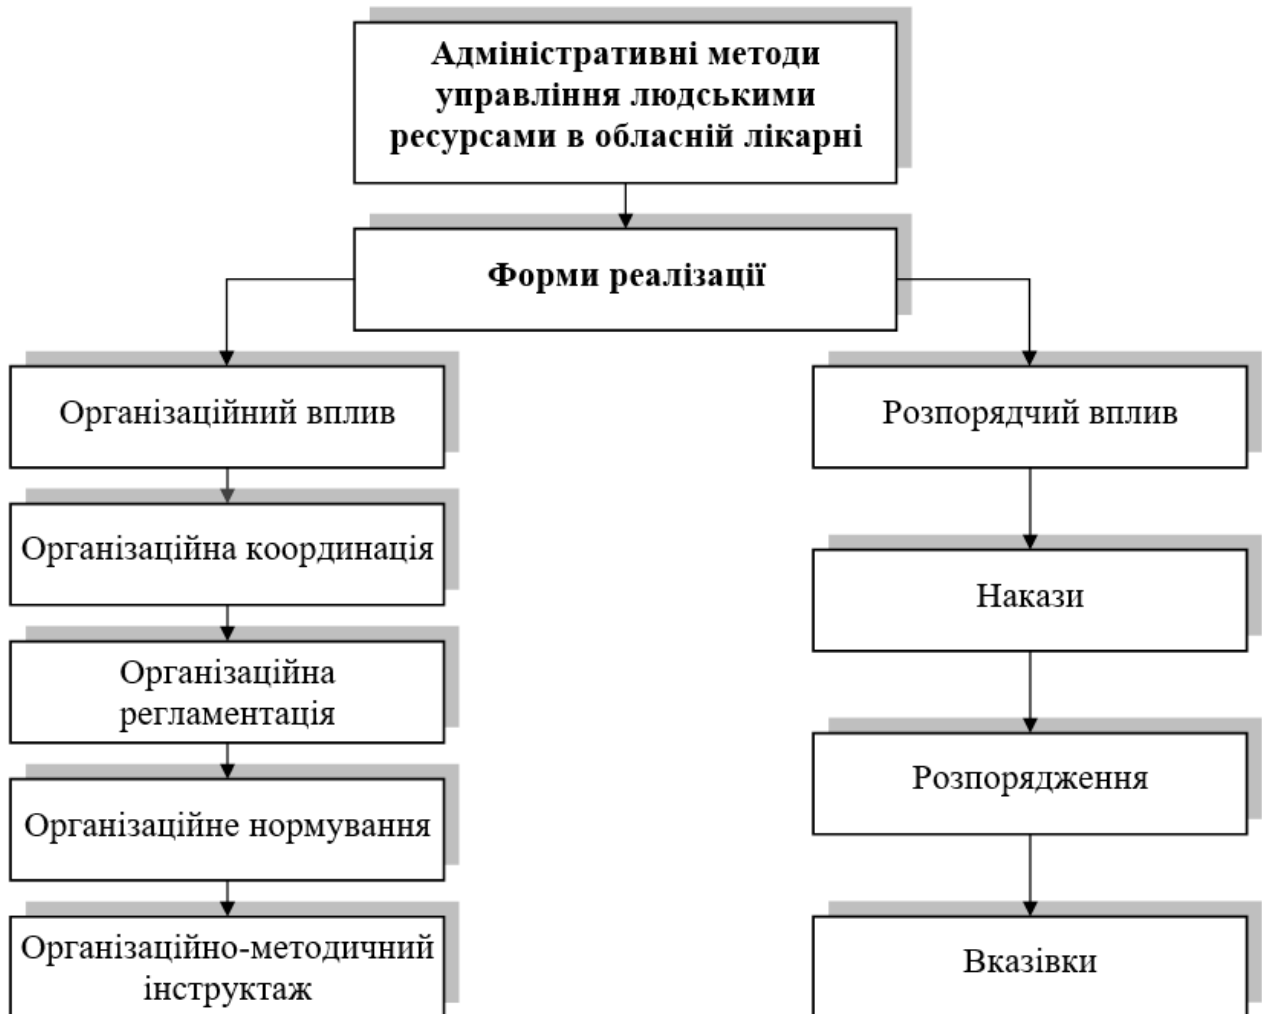 Адміністративні методи
управління людськими
ресурсами в обласній лікарні
Форми реалізації
Організаційний вплив
Організаційна координація
Організаційна
регламентація
Організаційне нормування
Організаційно-методичний
інструктаж
Розпорядчий вплив
Накази
Розпорядження
Вказівки